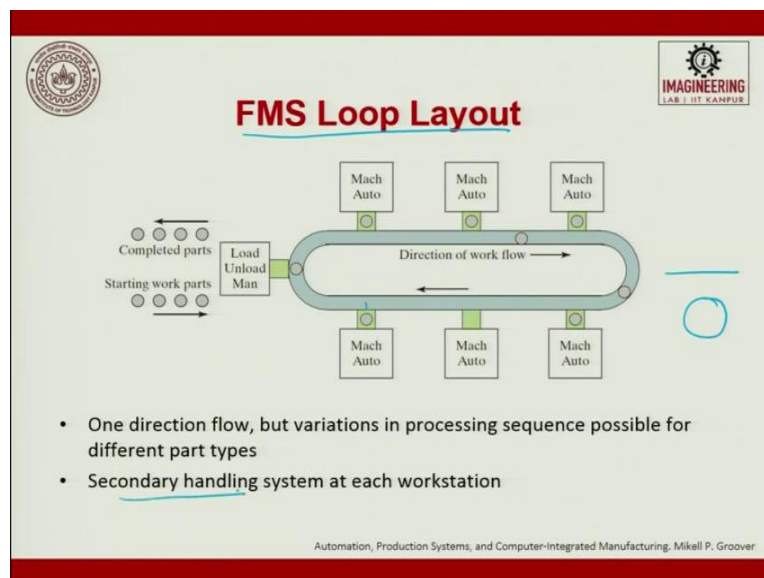 IMAGINEERING
LAB | IIT KANPUR
FMS Loop Layout
Mach
Auto
Mach
Auto
Mach
Auto
Completed parts
Starting work parts
Load
Unload
Man
Direction of work flow
Mach
Auto
Mach
Auto
Mach
Auto
• One direction flow, but variations in processing sequence possible for
different part types
• Secondary handling system at each workstation
Automation, Production Systems, and Computer-Integrated Manufacturing. Mikell P. Groover